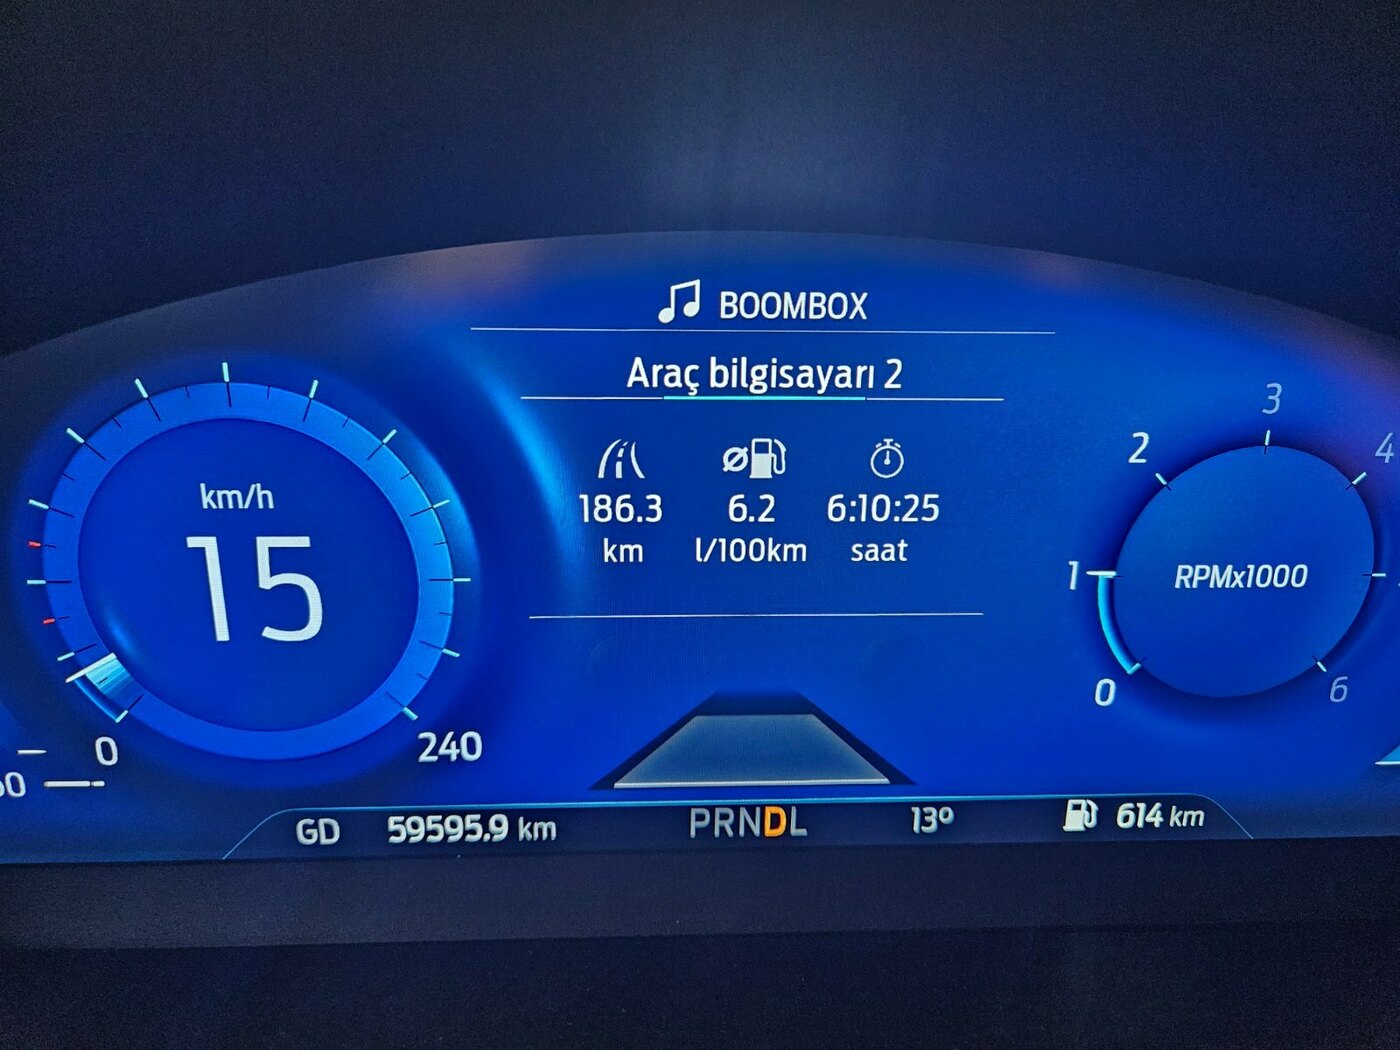 BOOMBOX
Araç bilgisayarı 2
186.3 6.2 6:10:25
km l/100km saat
km/h
15
0 240
0 1 2 3 4 6
RPMx1000
GD 59595.9 km PRNDL 13º 614 km